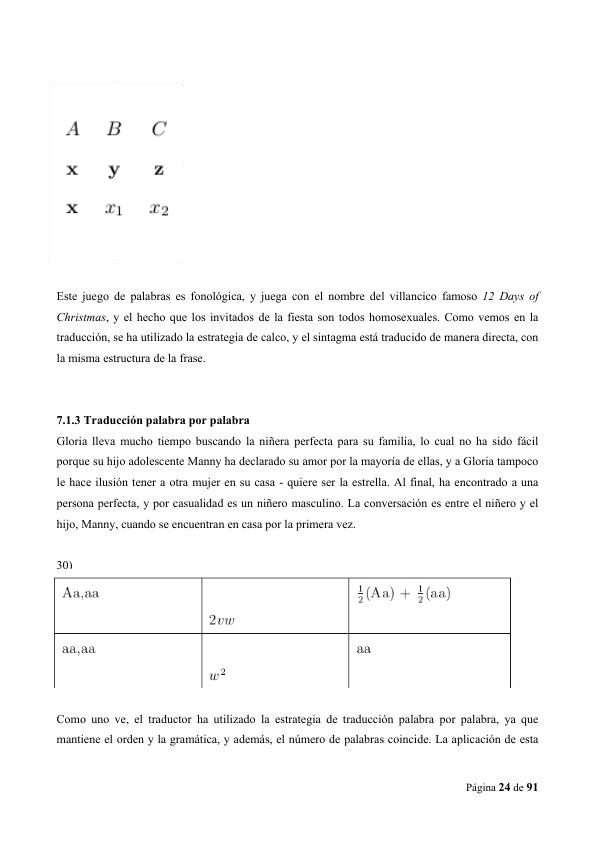 A B C
x y z
x x₁ x₂
Este juego de palabras es fonológica, y juega con el nombre del villancico famoso 12 Days of
Christmas, y el hecho que los invitados de la fiesta son todos homosexuales. Como vemos en la
traducción, se ha utilizado la estrategia de calco, y el sintagma está traducido de manera directa, con
la misma estructura de la frase.
7.1.3 Traducción palabra por palabra
Gloria lleva mucho tiempo buscando la niñera perfecta para su familia, lo cual no ha sido fácil
porque su hijo adolescente Manny ha declarado su amor por la mayoría de ellas, y a Gloria tampoco
le hace ilusión tener a otra mujer en su casa - quiere ser la estrella. Al final, ha encontrado a una
persona perfecta, y por casualidad es un niñero masculino. La conversación es entre el niñero y el
hijo, Manny, cuando se encuentran en casa por la primera vez.
30)
Aa,aa 2vw ½(Aa) + ½(aa)
aa,aa w² aa
Como uno ve, el traductor ha utilizado la estrategia de traducción palabra por palabra, ya que
mantiene el orden y la gramática, y además, el número de palabras coincide. La aplicación de esta
Página 24 de 91